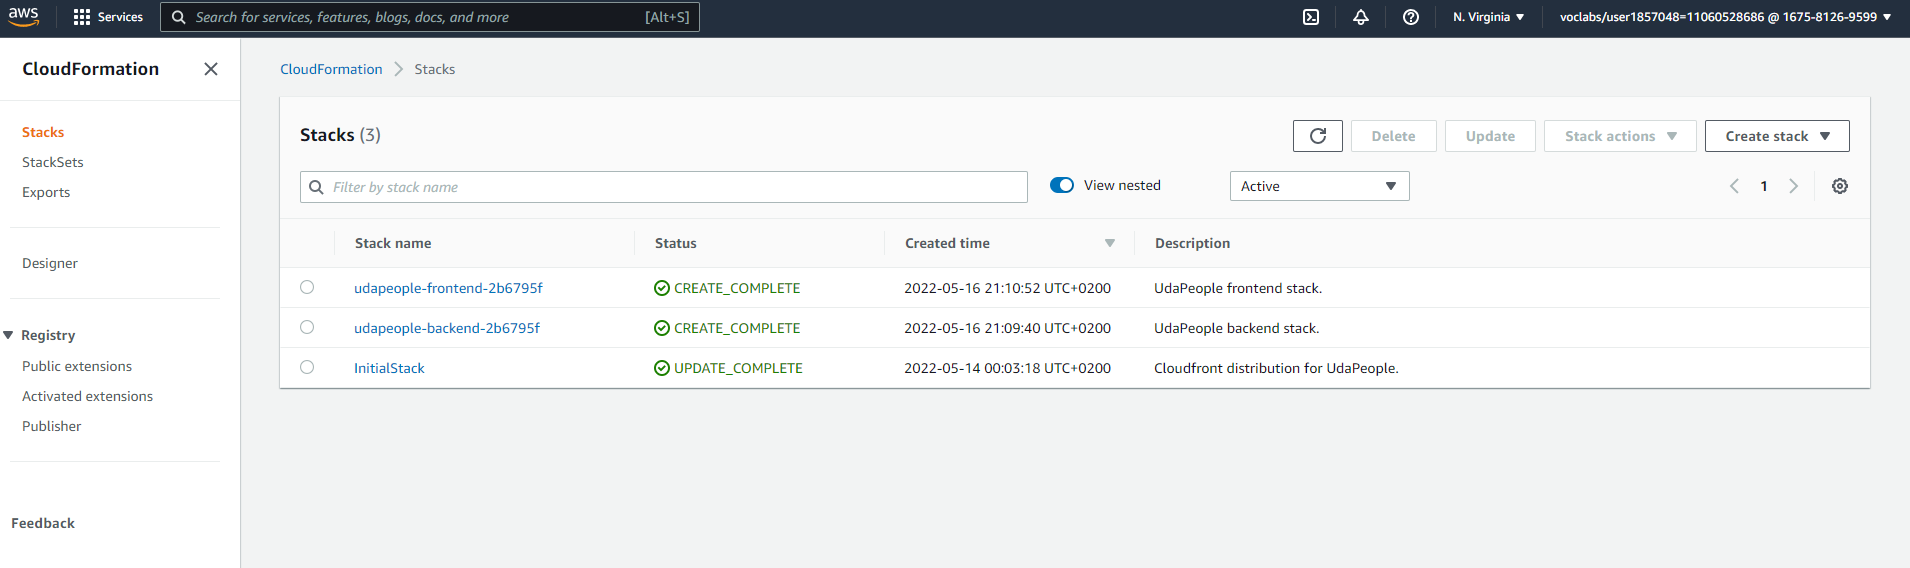 aws
Services
Search for services, features, blogs, docs, and more
[Alt+S]
N. Virginia
voclabs/user1857048=11060528686 @ 1675-8126-9599
CloudFormation
Stacks
StackSets
Exports
Designer
Registry
Public extensions
Activated extensions
Publisher
Feedback
CloudFormation
Stacks
Stacks (3)
Delete
Update
Stack actions
Create stack
Filter by stack name
View nested
Active
1
Stack name Status Created time Description
udapeople-frontend-2b6795f CREATE_COMPLETE 2022-05-16 21:10:52 UTC+0200 UdaPeople frontend stack.
udapeople-backend-2b6795f CREATE_COMPLETE 2022-05-16 21:09:40 UTC+0200 UdaPeople backend stack.
InitialStack UPDATE_COMPLETE 2022-05-14 00:03:18 UTC+0200 Cloudfront distribution for UdaPeople.